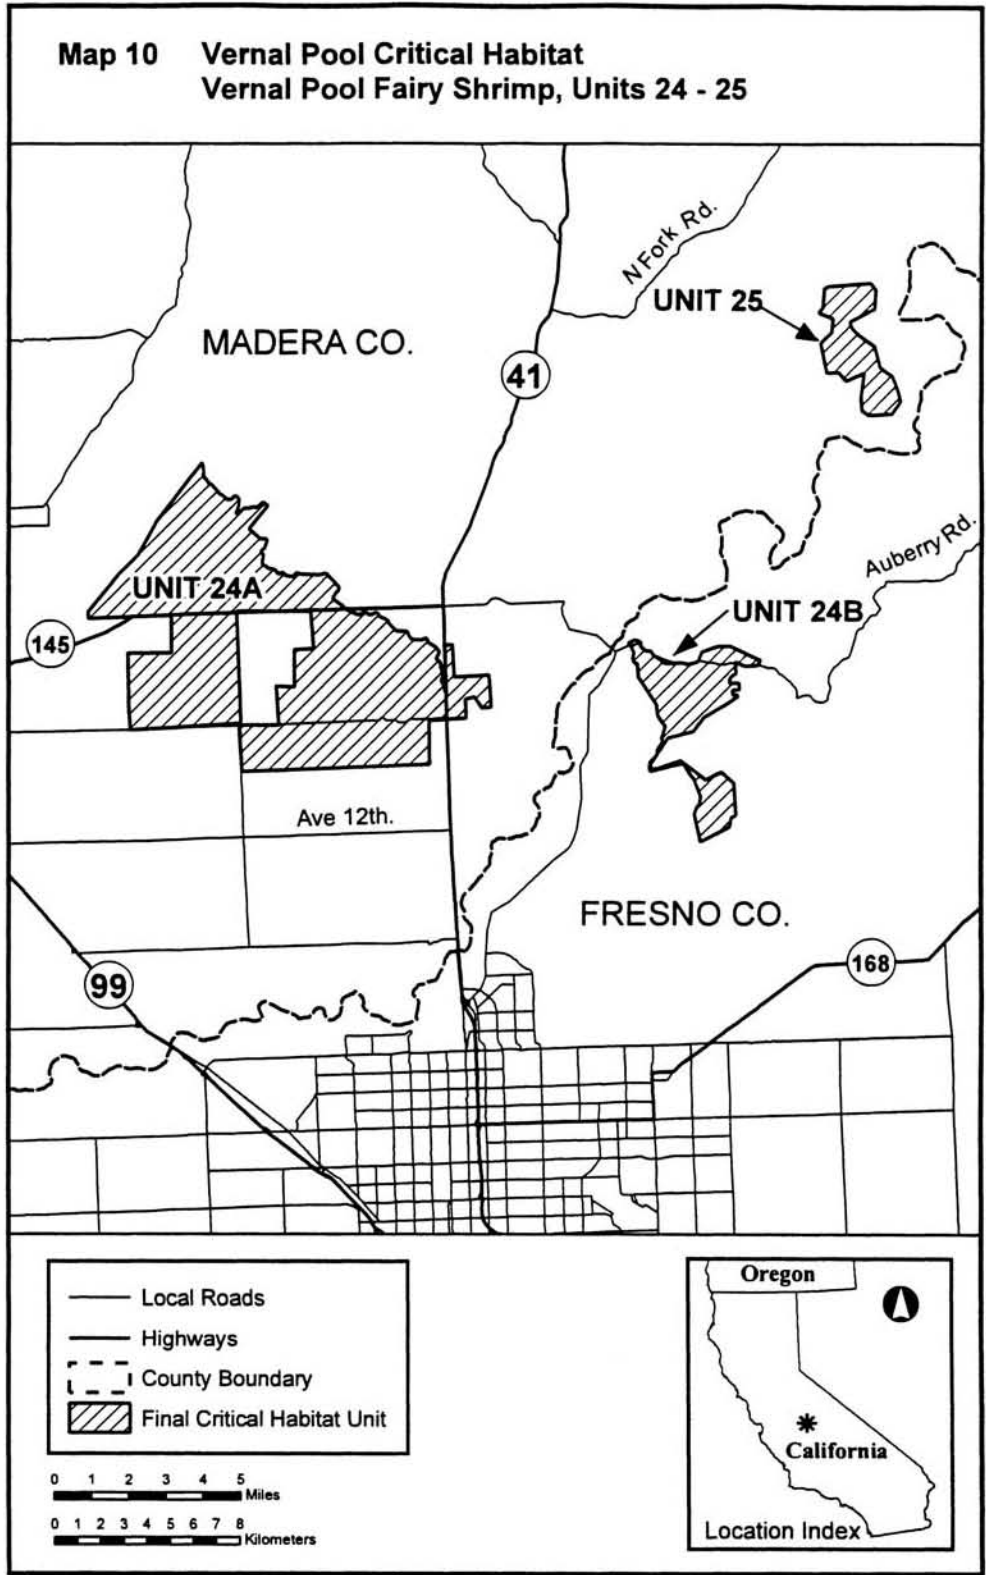 Map 10 Vernal Pool Critical Habitat
Vernal Pool Fairy Shrimp, Units 24 - 25
N Fork Rd.
UNIT 25
MADERA CO.
41
Auberry Rd.
UNIT 24A
UNIT 24B
145
Ave 12th.
FRESNO CO.
168
99
Local Roads
Highways
County Boundary
Final Critical Habitat Unit
0 1 2 3 4 5
Miles
0 1 2 3 4 5 6 7 8
Kilometers
Oregon
California
Location Index